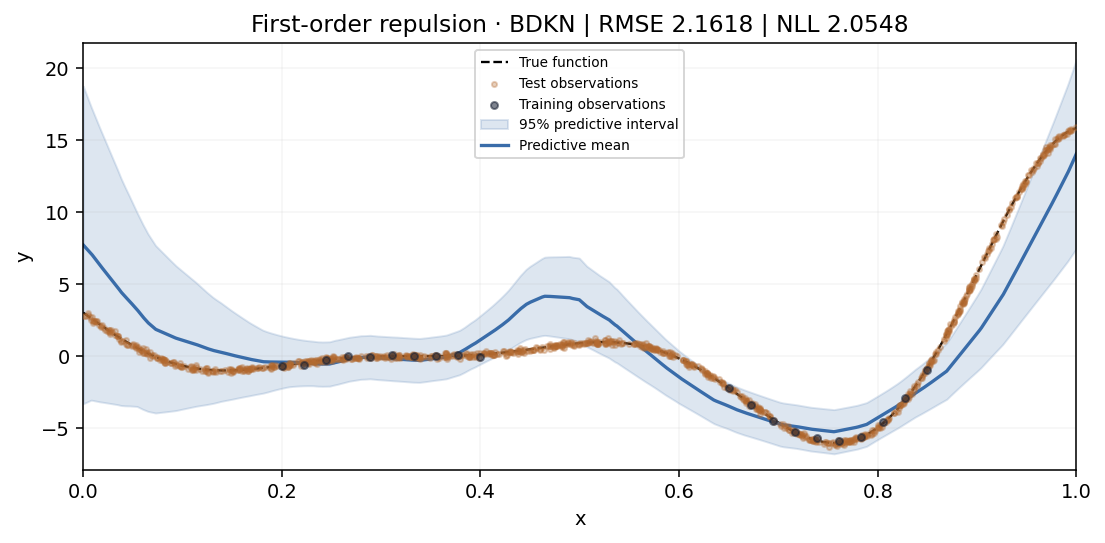 First-order repulsion · BDKN | RMSE 2.1618 | NLL 2.0548
True function
Test observations
Training observations
95% predictive interval
Predictive mean
20
15
10
5
0
−5
y
0.0 0.2 0.4 0.6 0.8 1.0
x